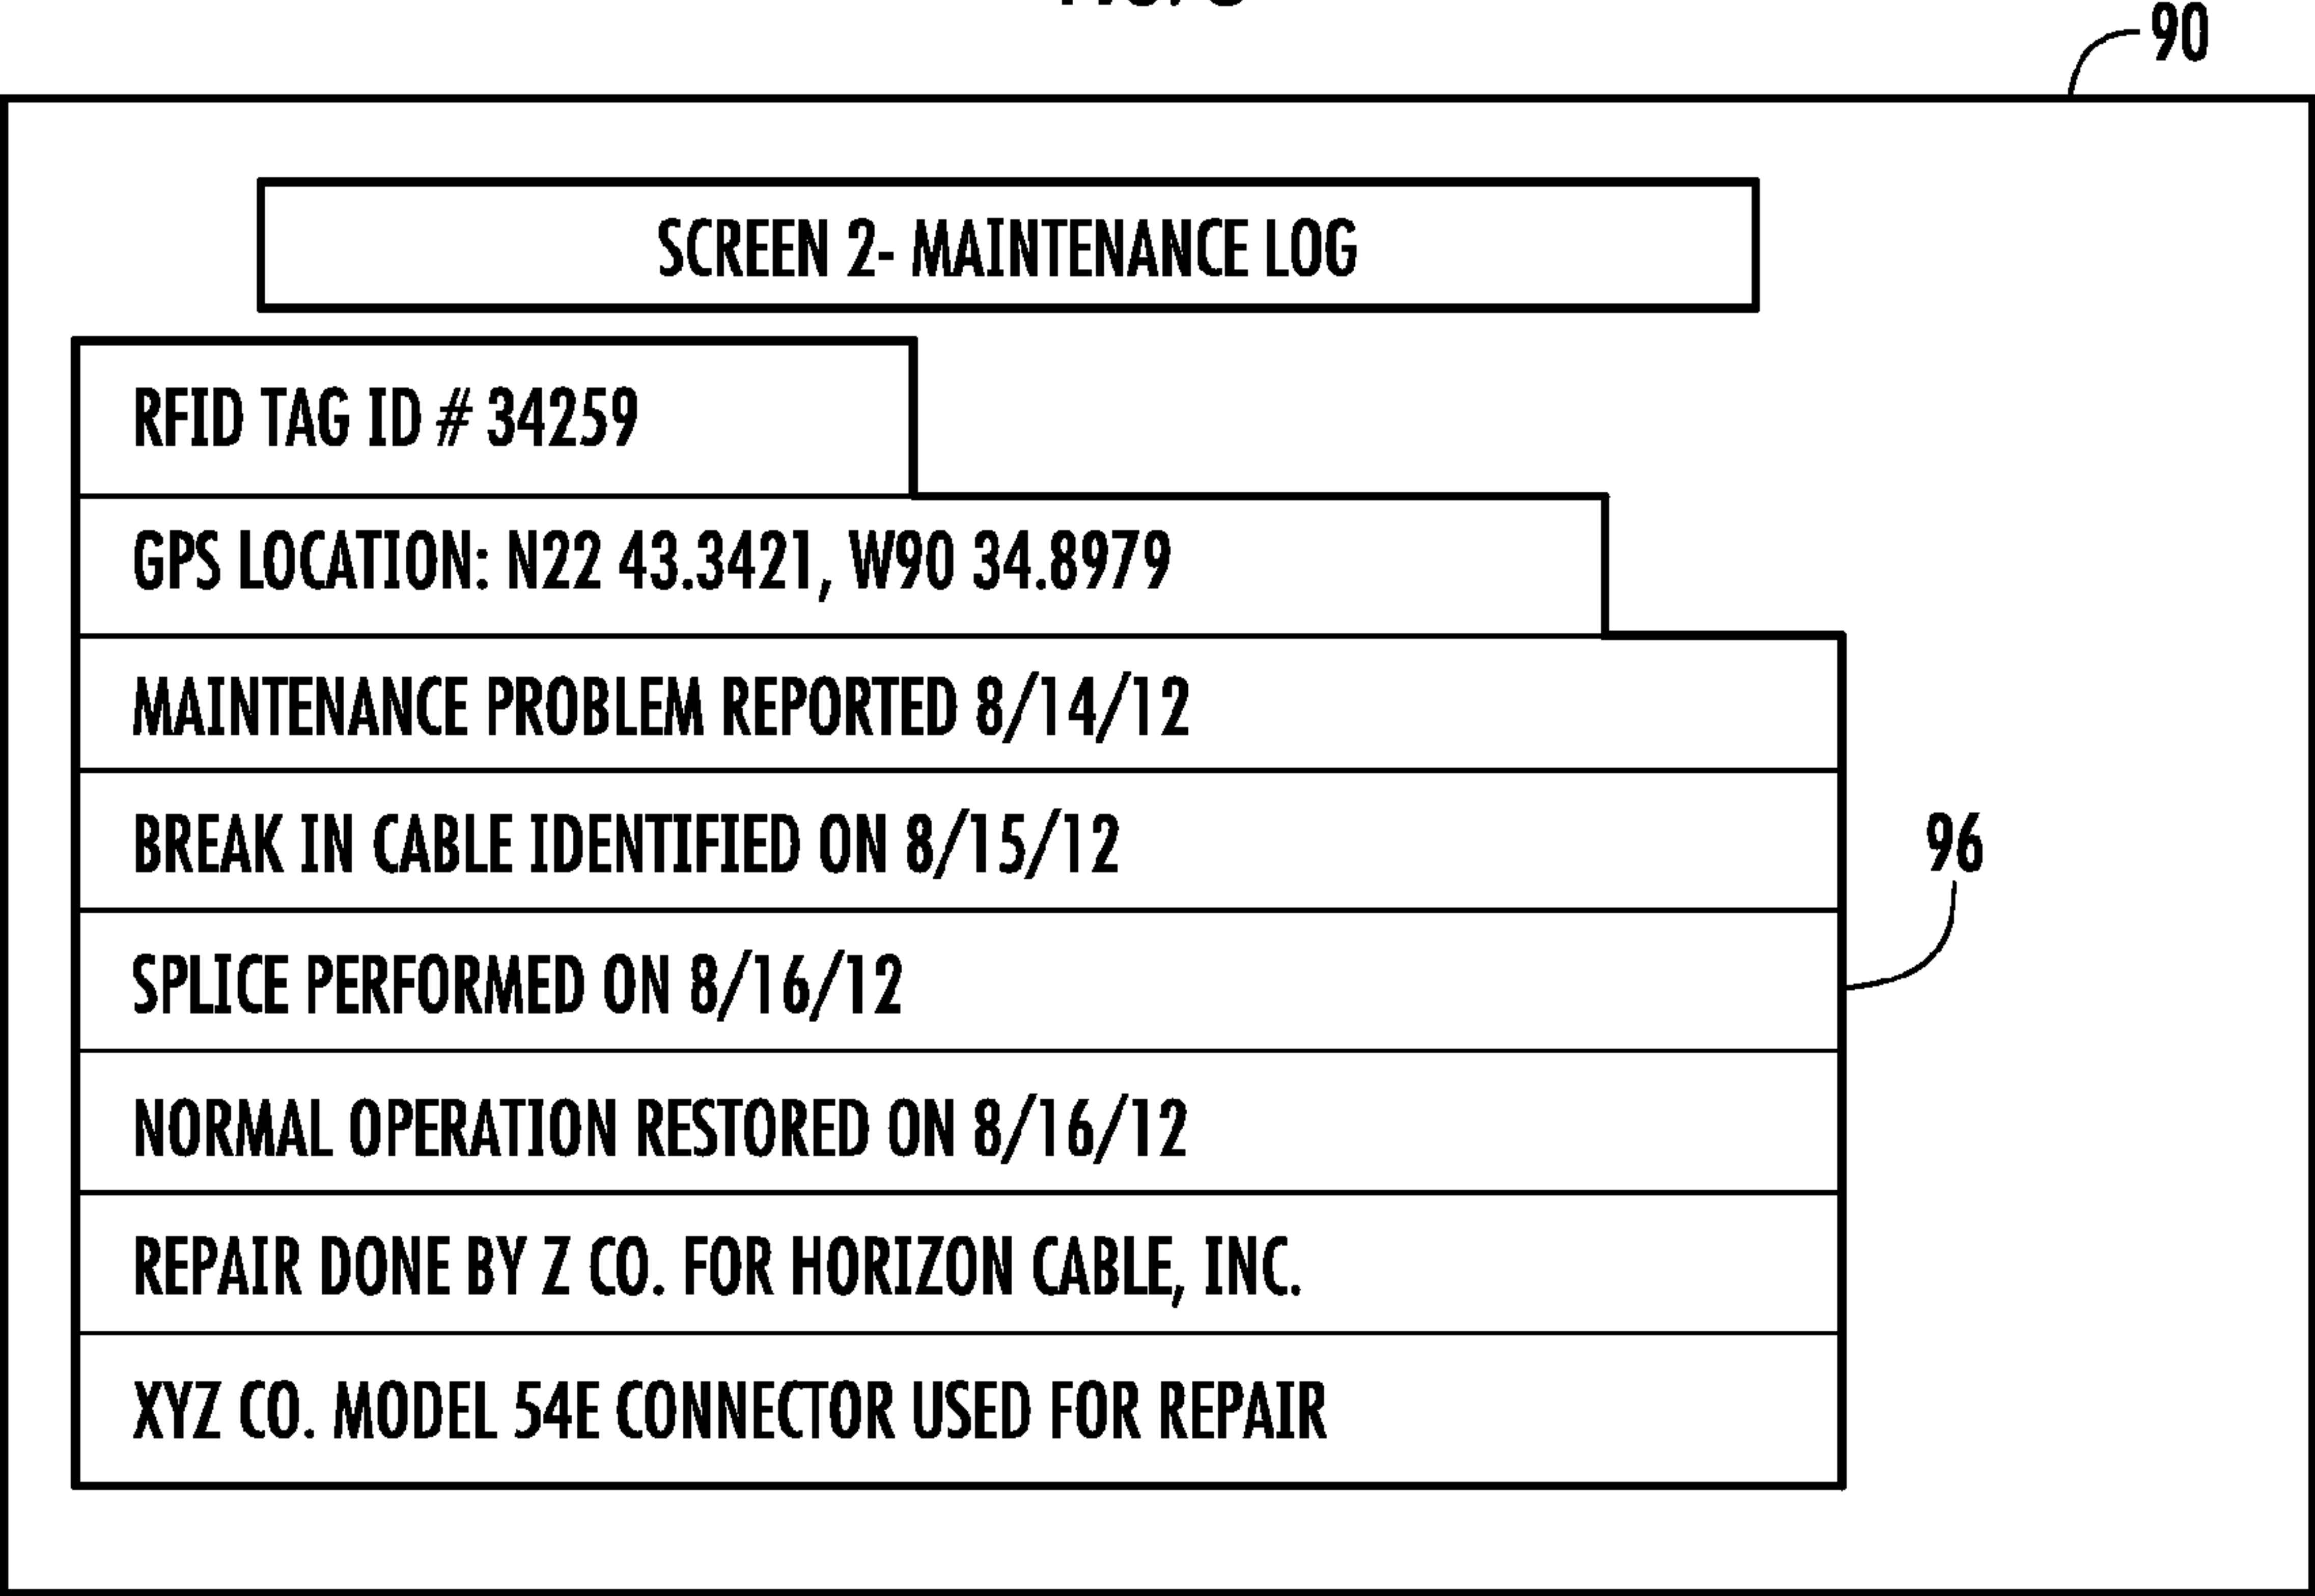 90
SCREEN 2- MAINTENANCE LOG
RFID TAG ID # 34259
GPS LOCATION: N22 43.3421, W90 34.8979
MAINTENANCE PROBLEM REPORTED 8/14/12
BREAK IN CABLE IDENTIFIED ON 8/15/12
96
SPLICE PERFORMED ON 8/16/12
NORMAL OPERATION RESTORED ON 8/16/12
REPAIR DONE BY Z CO. FOR HORIZON CABLE, INC.
XYZ CO. MODEL 54E CONNECTOR USED FOR REPAIR